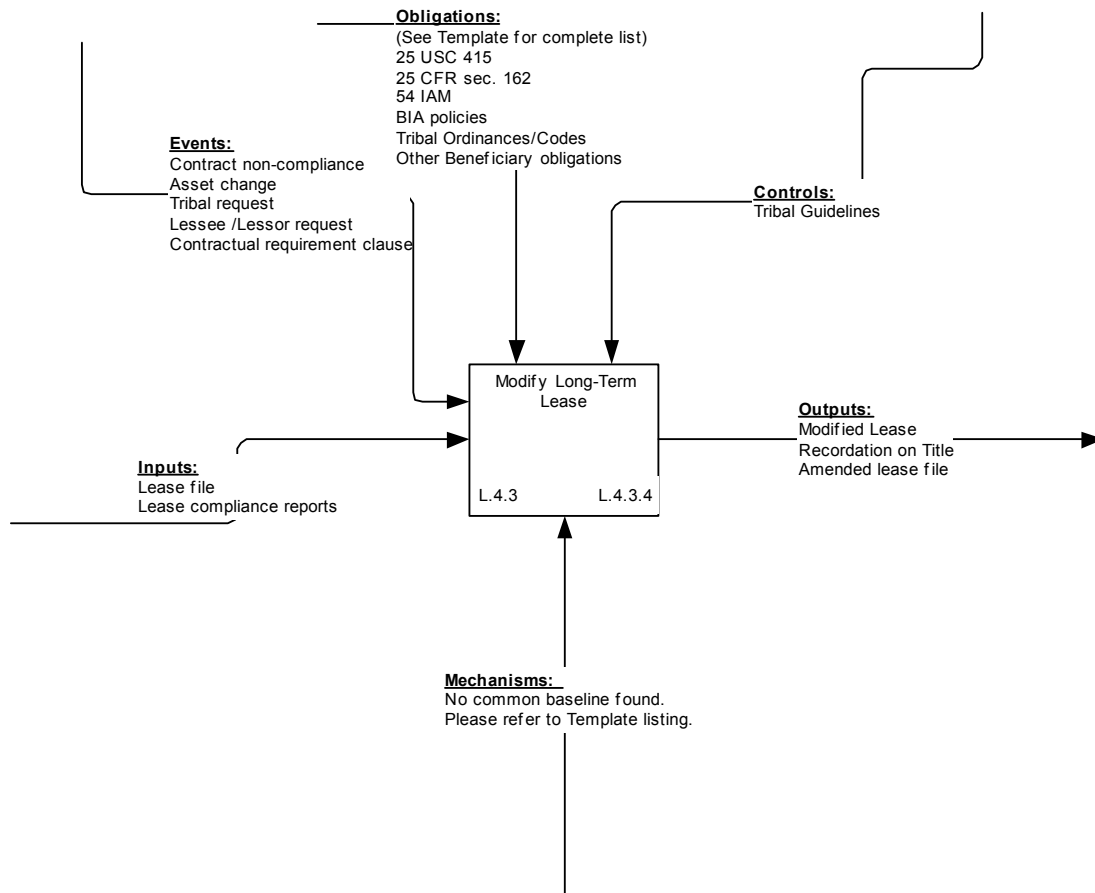 Obligations:
(See Template for complete list)
25 USC 415
25 CFR sec. 162
54 IAM
BIA policies
Tribal Ordinances/Codes
Other Beneficiary obligations
Events:
Contract non-compliance
Asset change
Tribal request
Lessee /Lessor request
Contractual requirement clause
Controls:
Tribal Guidelines
Modify Long-Term
Lease
L.4.3 L.4.3.4
Outputs:
Modified Lease
Recordation on Title
Amended lease file
Inputs:
Lease file
Lease compliance reports
Mechanisms:
No common baseline found.
Please refer to Template listing.